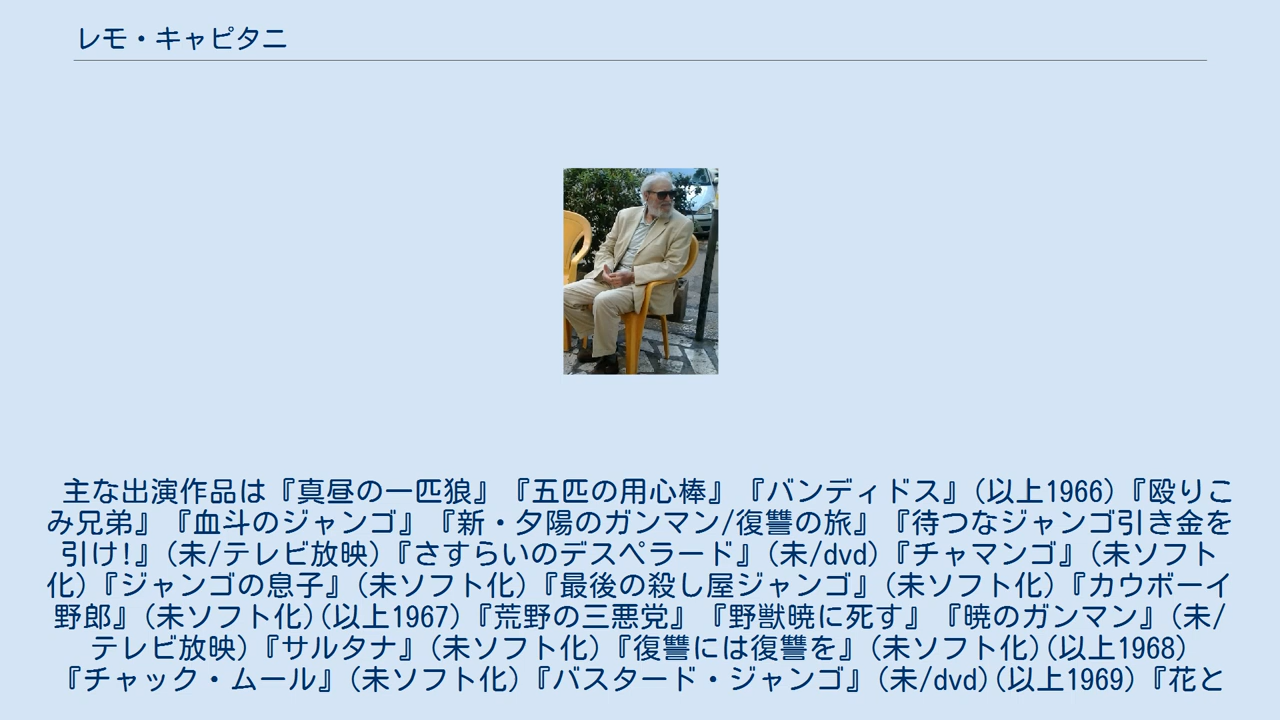 レモ・キャピタニ
主な出演作品は『真昼の一匹狼』『五匹の用心棒』『バンディドス』(以上1966)『殴りこ
み兄弟』『血斗のジャンゴ』『新・夕陽のガンマン/復讐の旅』『待つなジャンゴ引き金を
引け!』(未/テレビ放映)『さすらいのデスペラード』(未/dvd)『チャマンゴ』(未ソフト
化)『ジャンゴの息子』(未ソフト化)『最後の殺し屋ジャンゴ』(未ソフト化)『カウボーイ
野郎』(未ソフト化)(以上1967)『荒野の三悪党』『野獣暁に死す』『暁のガンマン』(未/
テレビ放映)『サルタナ』(未ソフト化)『復讐には復讐を』(未ソフト化)(以上1968)
『チャック・ムール』(未ソフト化)『バスタード・ジャンゴ』(未/dvd)(以上1969)『花と